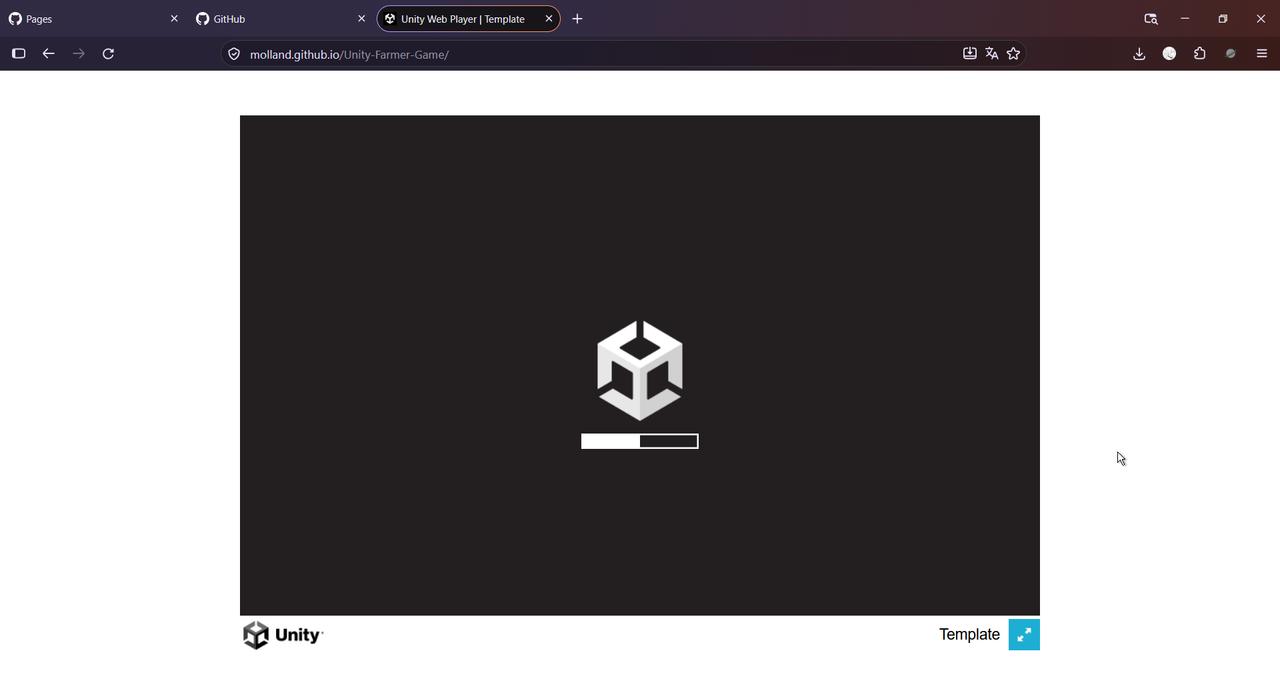 Pages
GitHub
Unity Web Player | Template
molland.github.io/Unity-Farmer-Game/
Unity
Template